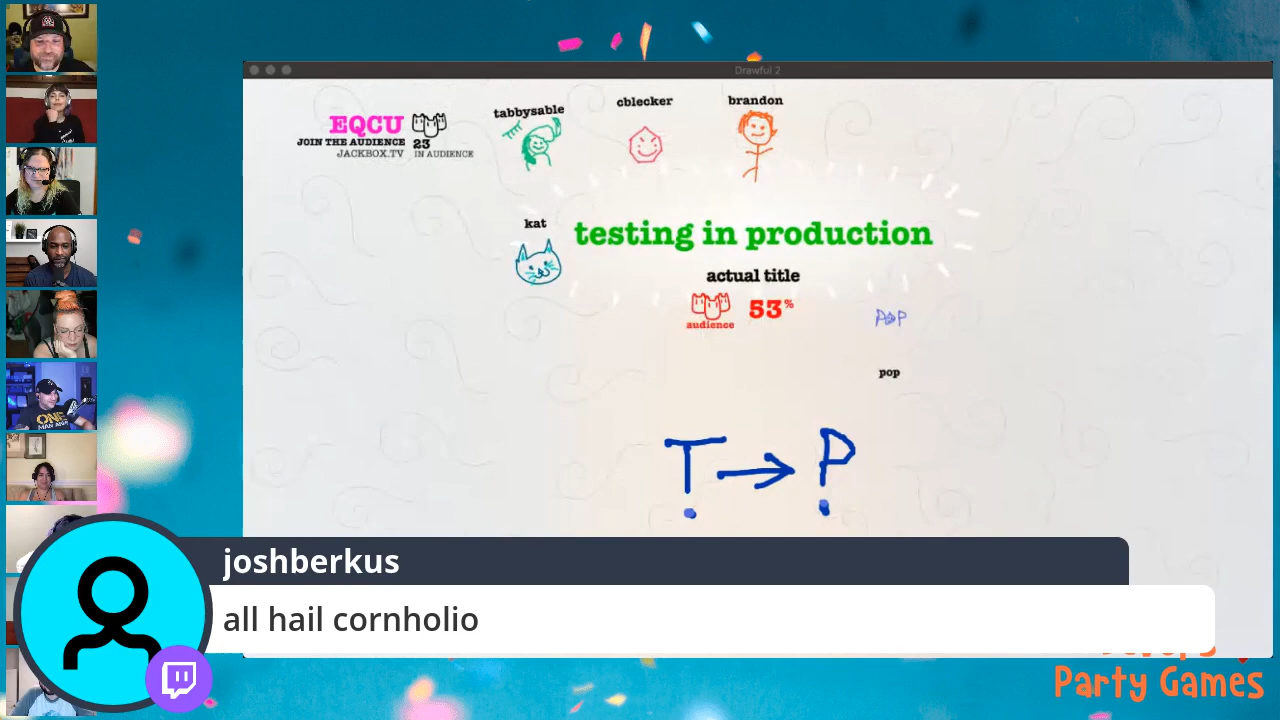 Drawful 2
EQCU
JOIN THE AUDIENCE
JACKBOX.TV
23
IN AUDIENCE
tabbysable
cblecker
brandon
kat
testing in production
actual title
audience
53%
POP
pop
T → P
joshberkus
all hail cornholio
Party Games